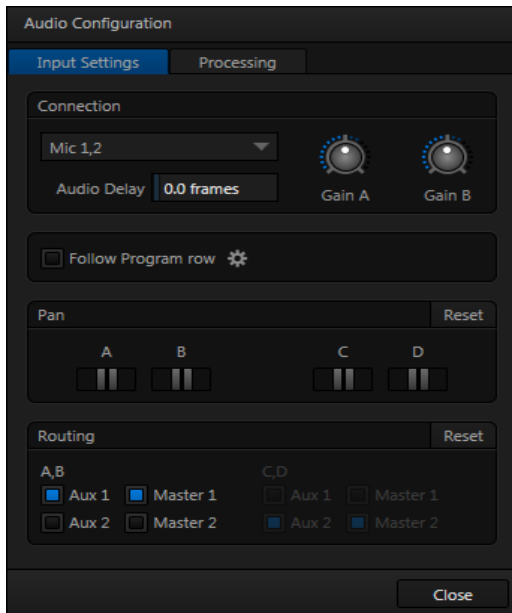 Audio Configuration
Input Settings Processing
Connection
Mic 1,2
Audio Delay 0.0 frames Gain A Gain B
Follow Program row
Pan Reset
A B C D
Routing Reset
A,B C,D
Aux 1 Master 1 Aux 1 Master 1
Aux 2 Master 2 Aux 2 Master 2
Close